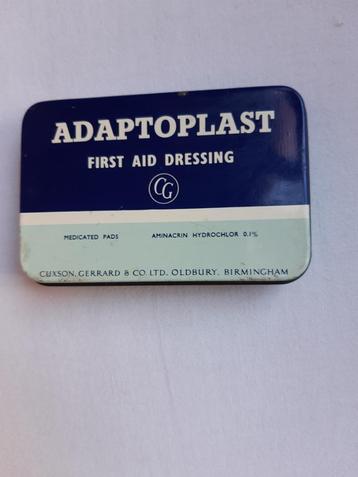 ADAPTOPLAST
FIRST AID DRESSING
CG
MEDICATED PADS AMINACRIN HYDROCHLOR 0.1%
CUXSON, GERRARD & CO. LTD. OLDBURY, BIRMINGHAM